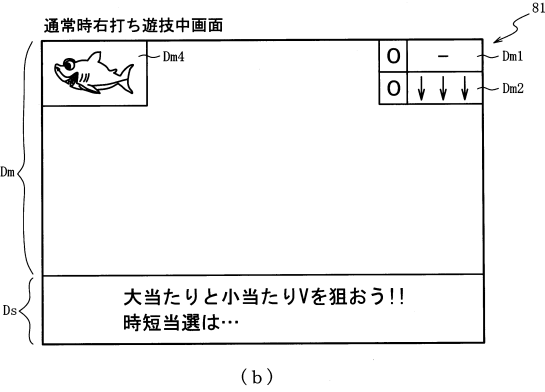 通常時右打ち遊技中画面
81
Dm4
0 − Dm1
0 ↓ ↓ ↓ Dm2
Dm
大当たりと小当たりVを狙おう!!
時短当選は…
Ds
(b)